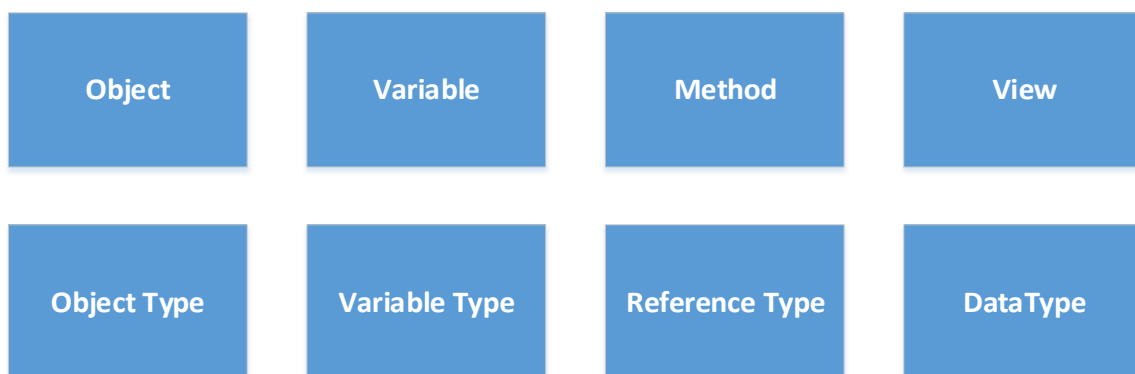 Object
Variable
Method
View
Object Type
Variable Type
Reference Type
DataType